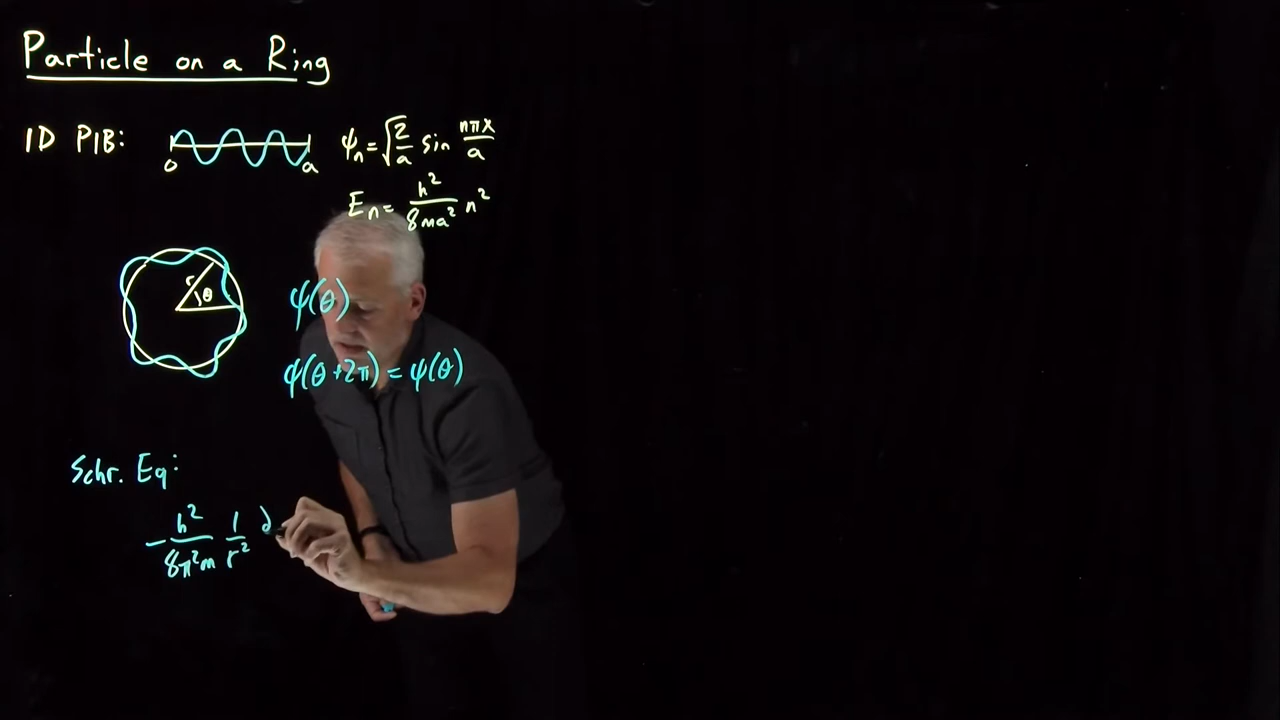 Particle on a Ring
1D PIB: 0 a ψₙ = √(2/a) sin nπx/a
Eₙ = h²/8ma² n²
r θ ψ(θ)
ψ(θ+2π) = ψ(θ)
Schr. Eq:
- h²/8π²m 1/r² ∂